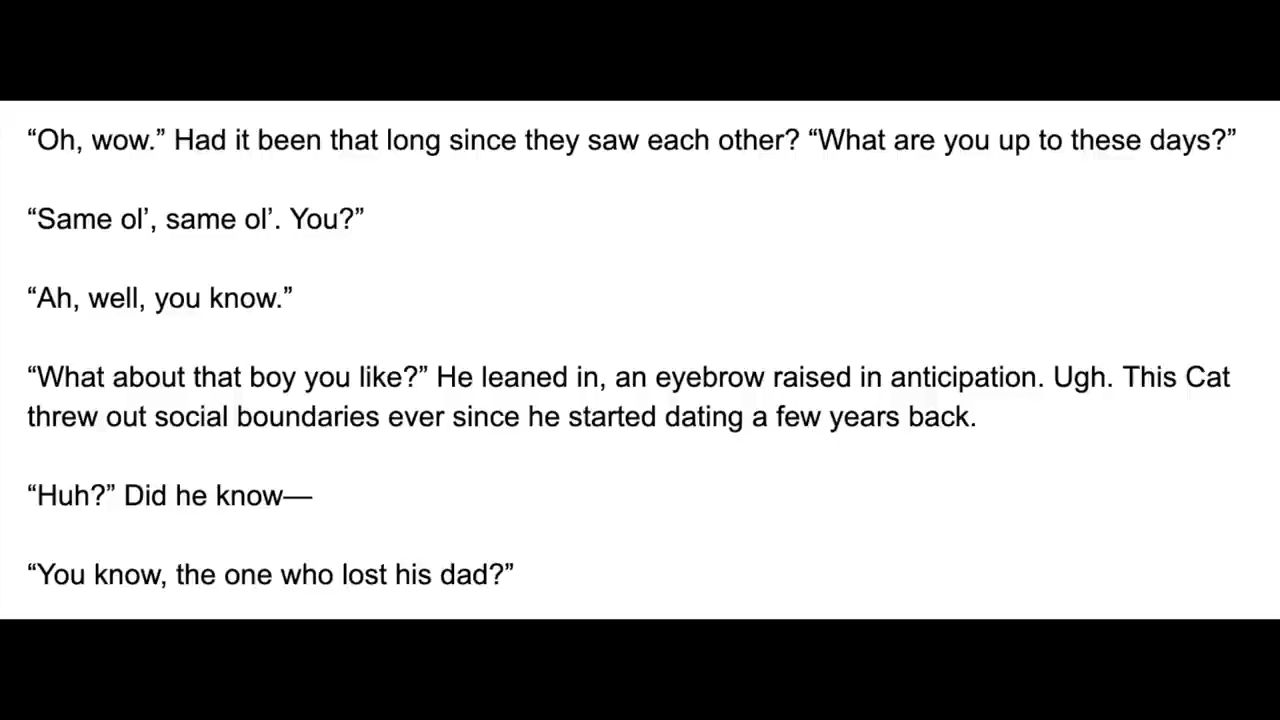 “Oh, wow.” Had it been that long since they saw each other? “What are you up to these days?”
“Same ol’, same ol’. You?”
“Ah, well, you know.”
“What about that boy you like?” He leaned in, an eyebrow raised in anticipation. Ugh. This Cat
threw out social boundaries ever since he started dating a few years back.
“Huh?” Did he know—
“You know, the one who lost his dad?”